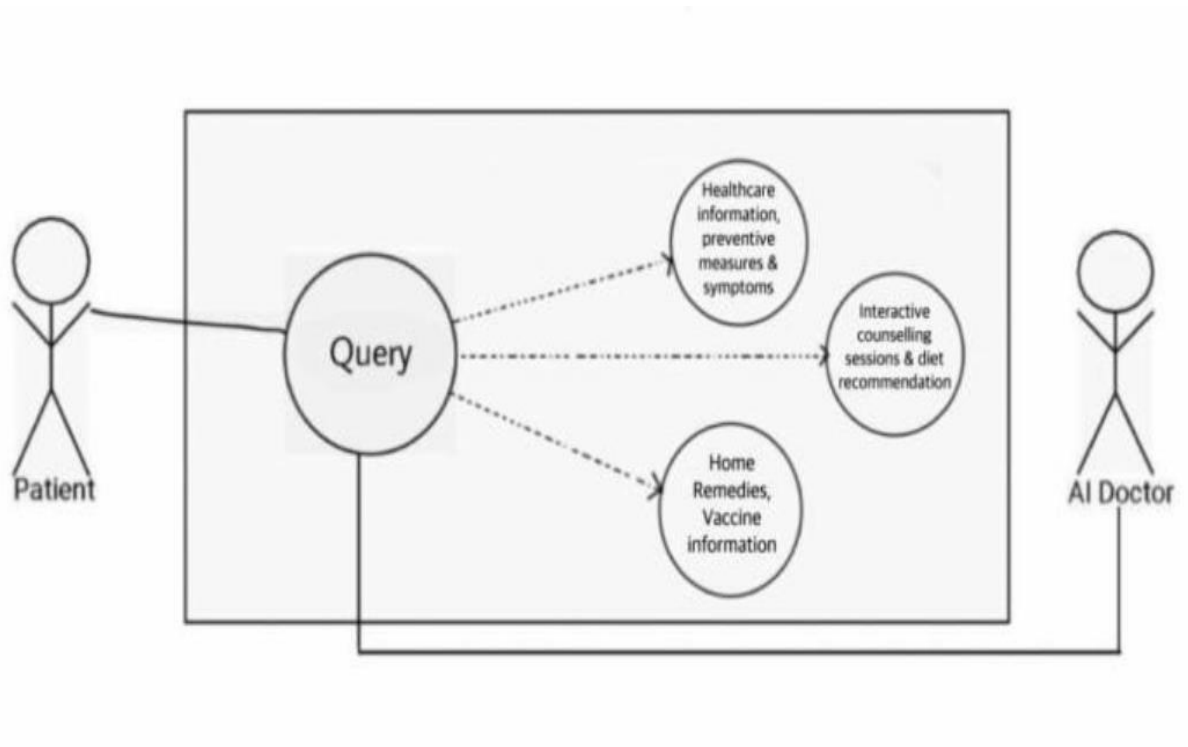 Healthcare
information,
preventive
measures &
symptoms
Interactive
counselling
sessions & diet
recommendation
Query
Home
Remedies,
Vaccine
information
Patient
AI Doctor